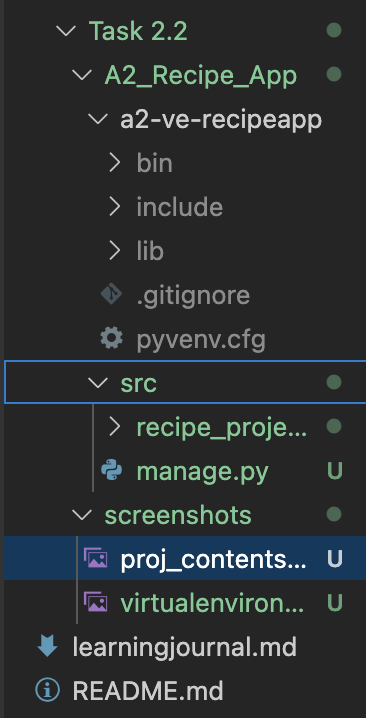 Task 2.2
A2_Recipe_App
a2-ve-recipeapp
bin
include
lib
.gitignore
pyvenv.cfg
src
recipe_proje...
manage.py U
screenshots
proj_contents... U
virtualenviron... U
learningjournal.md
README.md